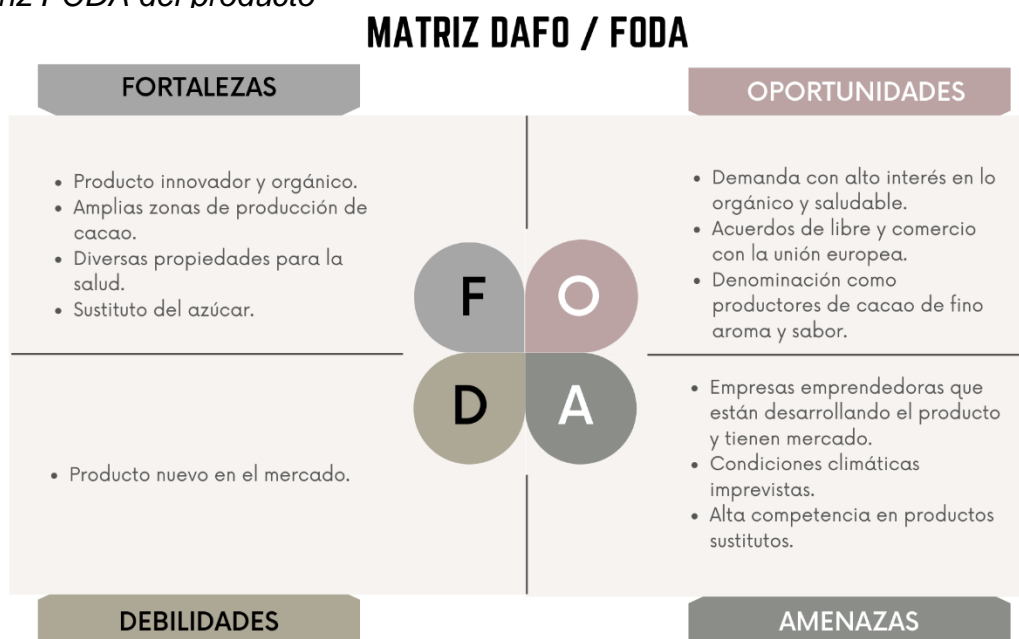 FODA del producto
MATRIZ DAFO / FODA
FORTALEZAS
• Producto innovador y orgánico.
• Amplias zonas de producción de
cacao.
• Diversas propiedades para la
salud.
• Sustituto del azúcar.
OPORTUNIDADES
• Demanda con alto interés en lo
orgánico y saludable.
• Acuerdos de libre y comercio
con la unión europea.
• Denominación como
productores de cacao de fino
aroma y sabor.
F
O
D
A
• Producto nuevo en el mercado.
DEBILIDADES
• Empresas emprendedoras que
están desarrollando el producto
y tienen mercado.
• Condiciones climáticas
imprevistas.
• Alta competencia en productos
sustitutos.
AMENAZAS